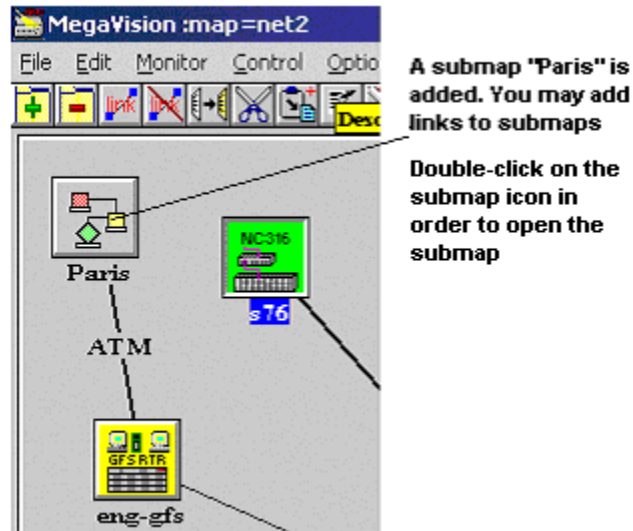 MegaVision :map=net2
File Edit Monitor Control Optio
link link
Desc
A submap "Paris" is
added. You may add
links to submaps
Double-click on the
submap icon in
order to open the
submap
Paris
NC316
s76
ATM
GFS RTR
eng-gfs